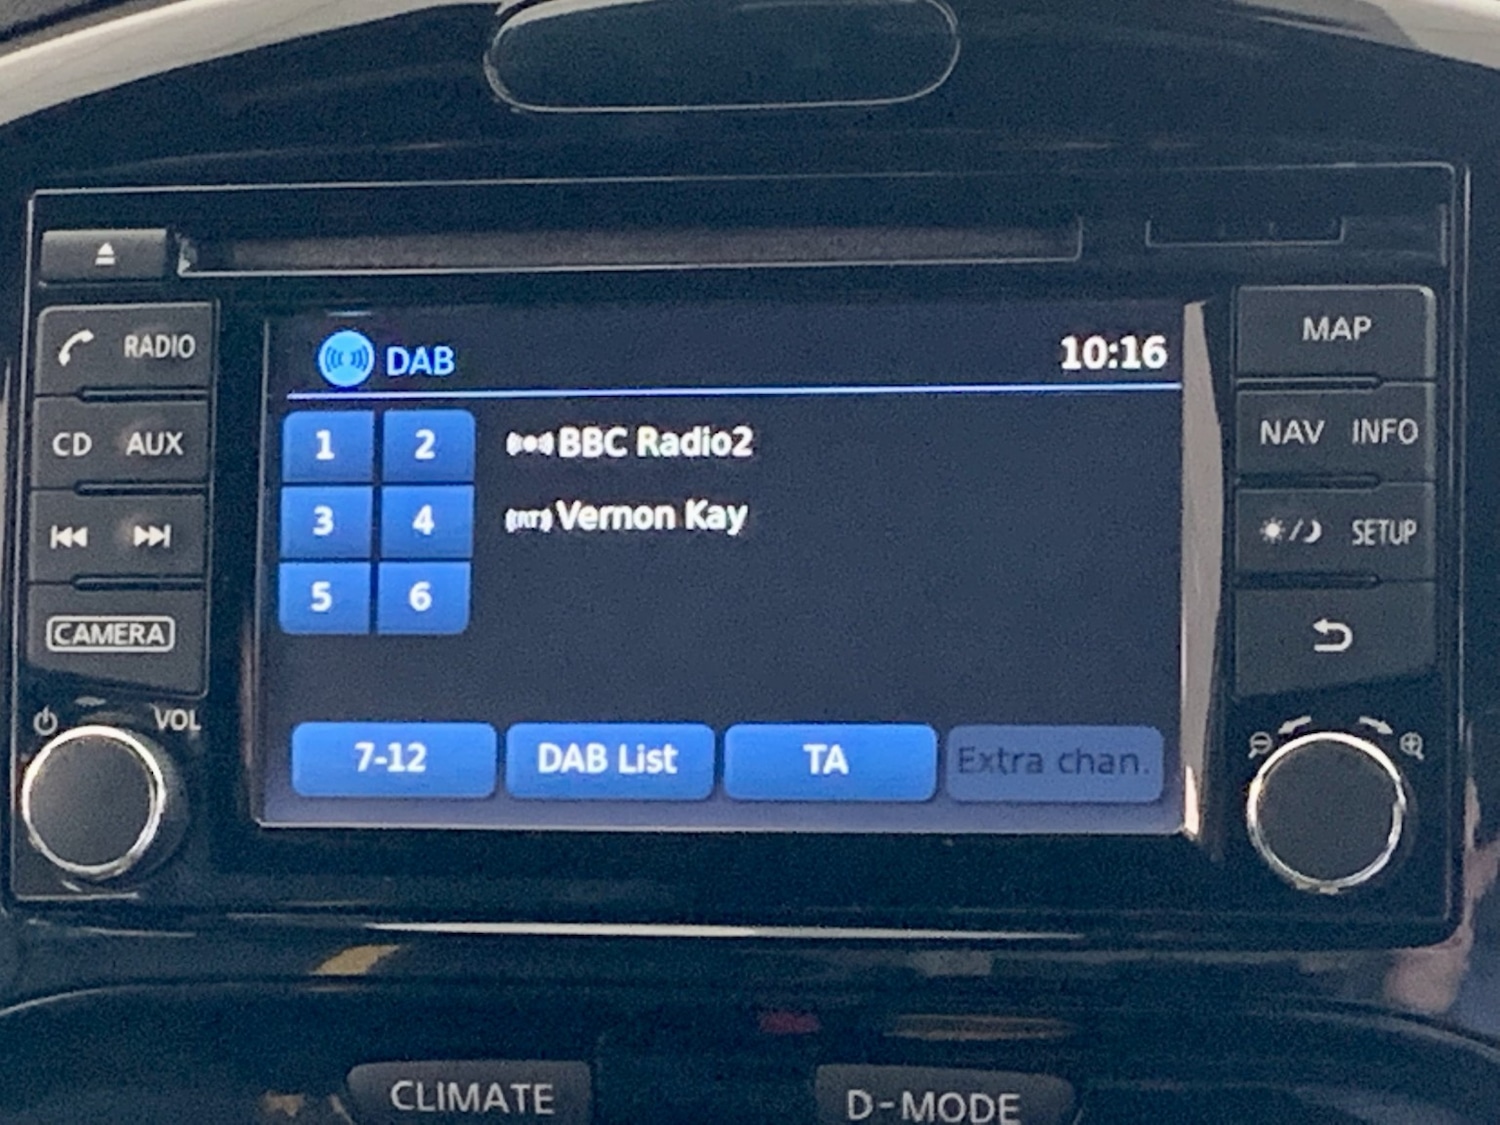 DAB 10:16
1 2 BBC Radio2
3 4 Vernon Kay
5 6
7-12 DAB List TA Extra chan.
RADIO
CD AUX
CAMERA
VOL
MAP
NAV INFO
SETUP
CLIMATE D-MODE